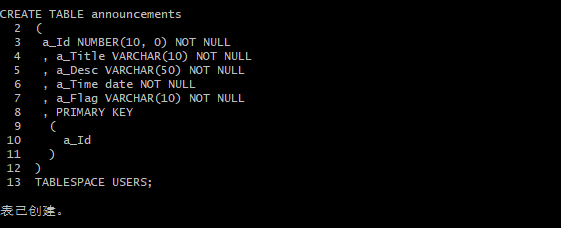 CREATE TABLE announcements
2 (
3 a_Id NUMBER(10, 0) NOT NULL
4 , a_Title VARCHAR(10) NOT NULL
5 , a_Desc VARCHAR(50) NOT NULL
6 , a_Time date NOT NULL
7 , a_Flag VARCHAR(10) NOT NULL
8 , PRIMARY KEY
9 (
10 a_Id
11 )
12 )
13 TABLESPACE USERS;
表已创建。